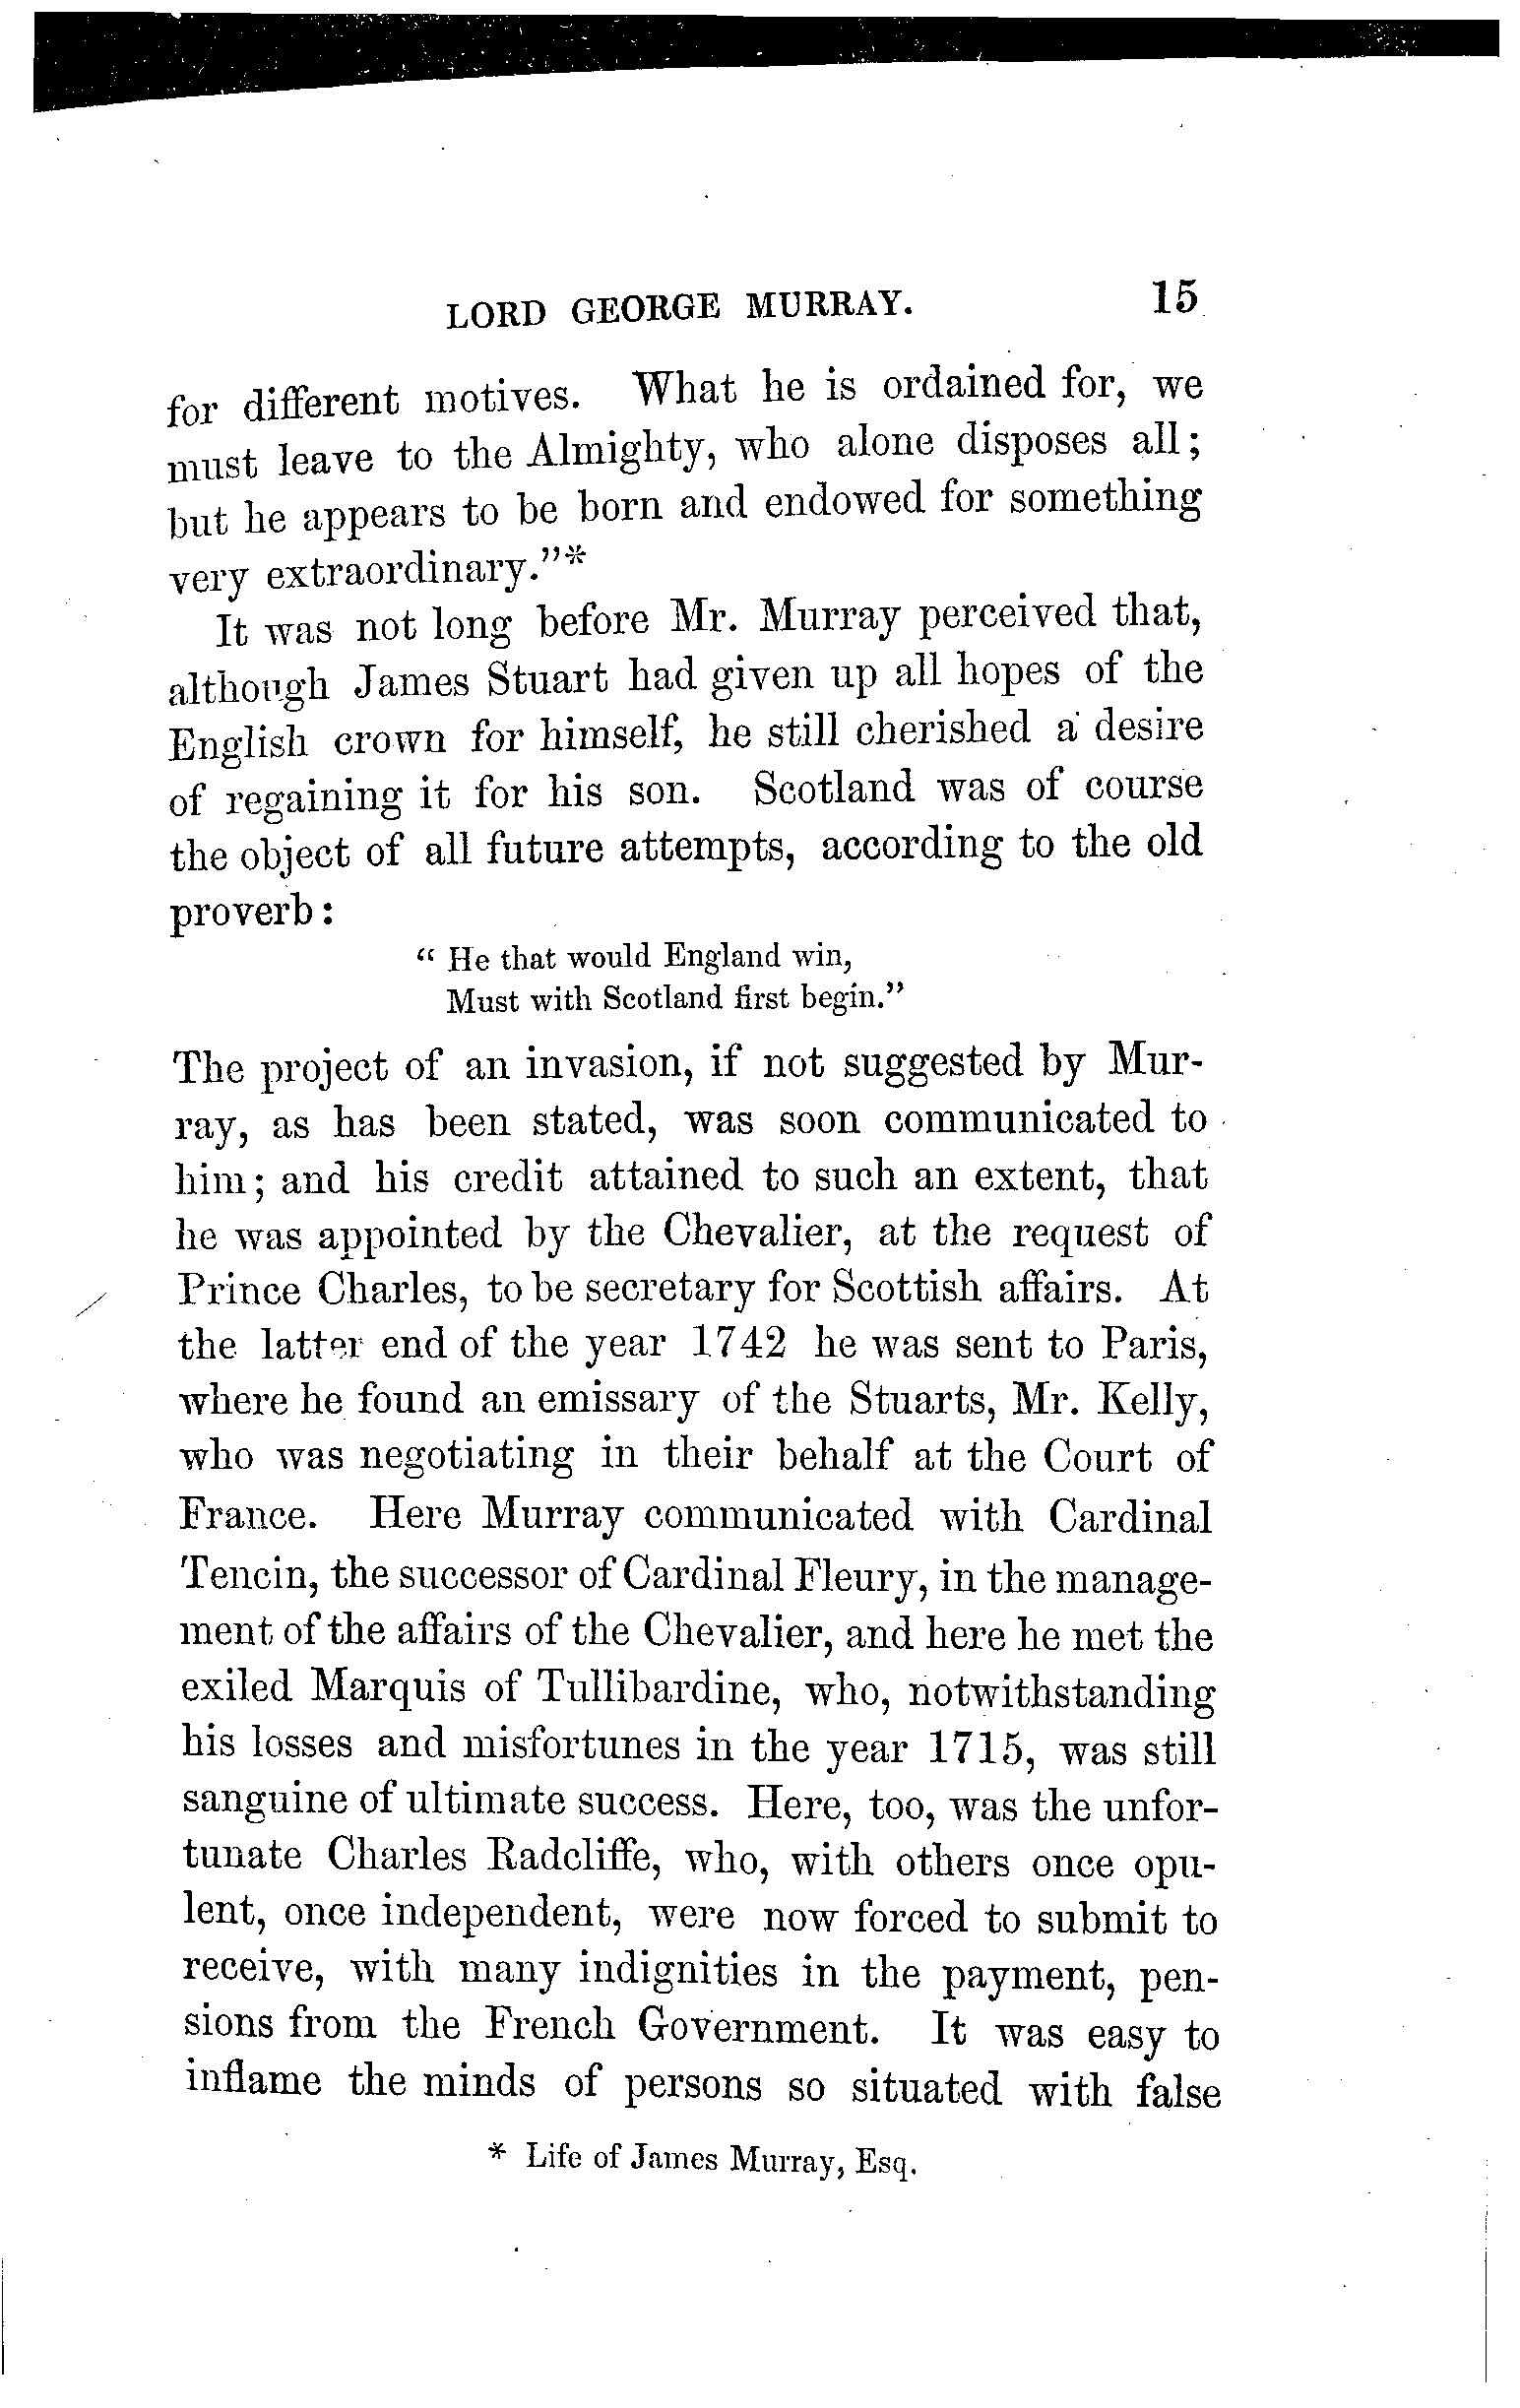 LORD GEORGE MURRAY. 15
for different motives. What he is ordained for, we
must leave to the Almighty, who alone disposes all;
but he appears to be born and endowed for something
very extraordinary."*
It was not long before Mr. Murray perceived that,
although James Stuart had given up all hopes of the
English crown for himself, he still cherished a desire
of regaining it for his son. Scotland was of course
the object of all future attempts, according to the old
proverb:
" He that would England win,
Must with Scotland first begin."
The project of an invasion, if not suggested by Mur-
ray, as has been stated, was soon communicated to
him; and his credit attained to such an extent, that
he was appointed by the Chevalier, at the request of
Prince Charles, to be secretary for Scottish affairs. At
the latter end of the year 1742 he was sent to Paris,
where he found an emissary of the Stuarts, Mr. Kelly,
who was negotiating in their behalf at the Court of
France. Here Murray communicated with Cardinal
Tencin, the successor of Cardinal Fleury, in the manage-
ment of the affairs of the Chevalier, and here he met the
exiled Marquis of Tullibardine, who, notwithstanding
his losses and misfortunes in the year 1715, was still
sanguine of ultimate success. Here, too, was the unfor-
tunate Charles Radcliffe, who, with others once opu-
lent, once independent, were now forced to submit to
receive, with many indignities in the payment, pen-
sions from the French Government. It was easy to
inflame the minds of persons so situated with false
* Life of James Murray, Esq.